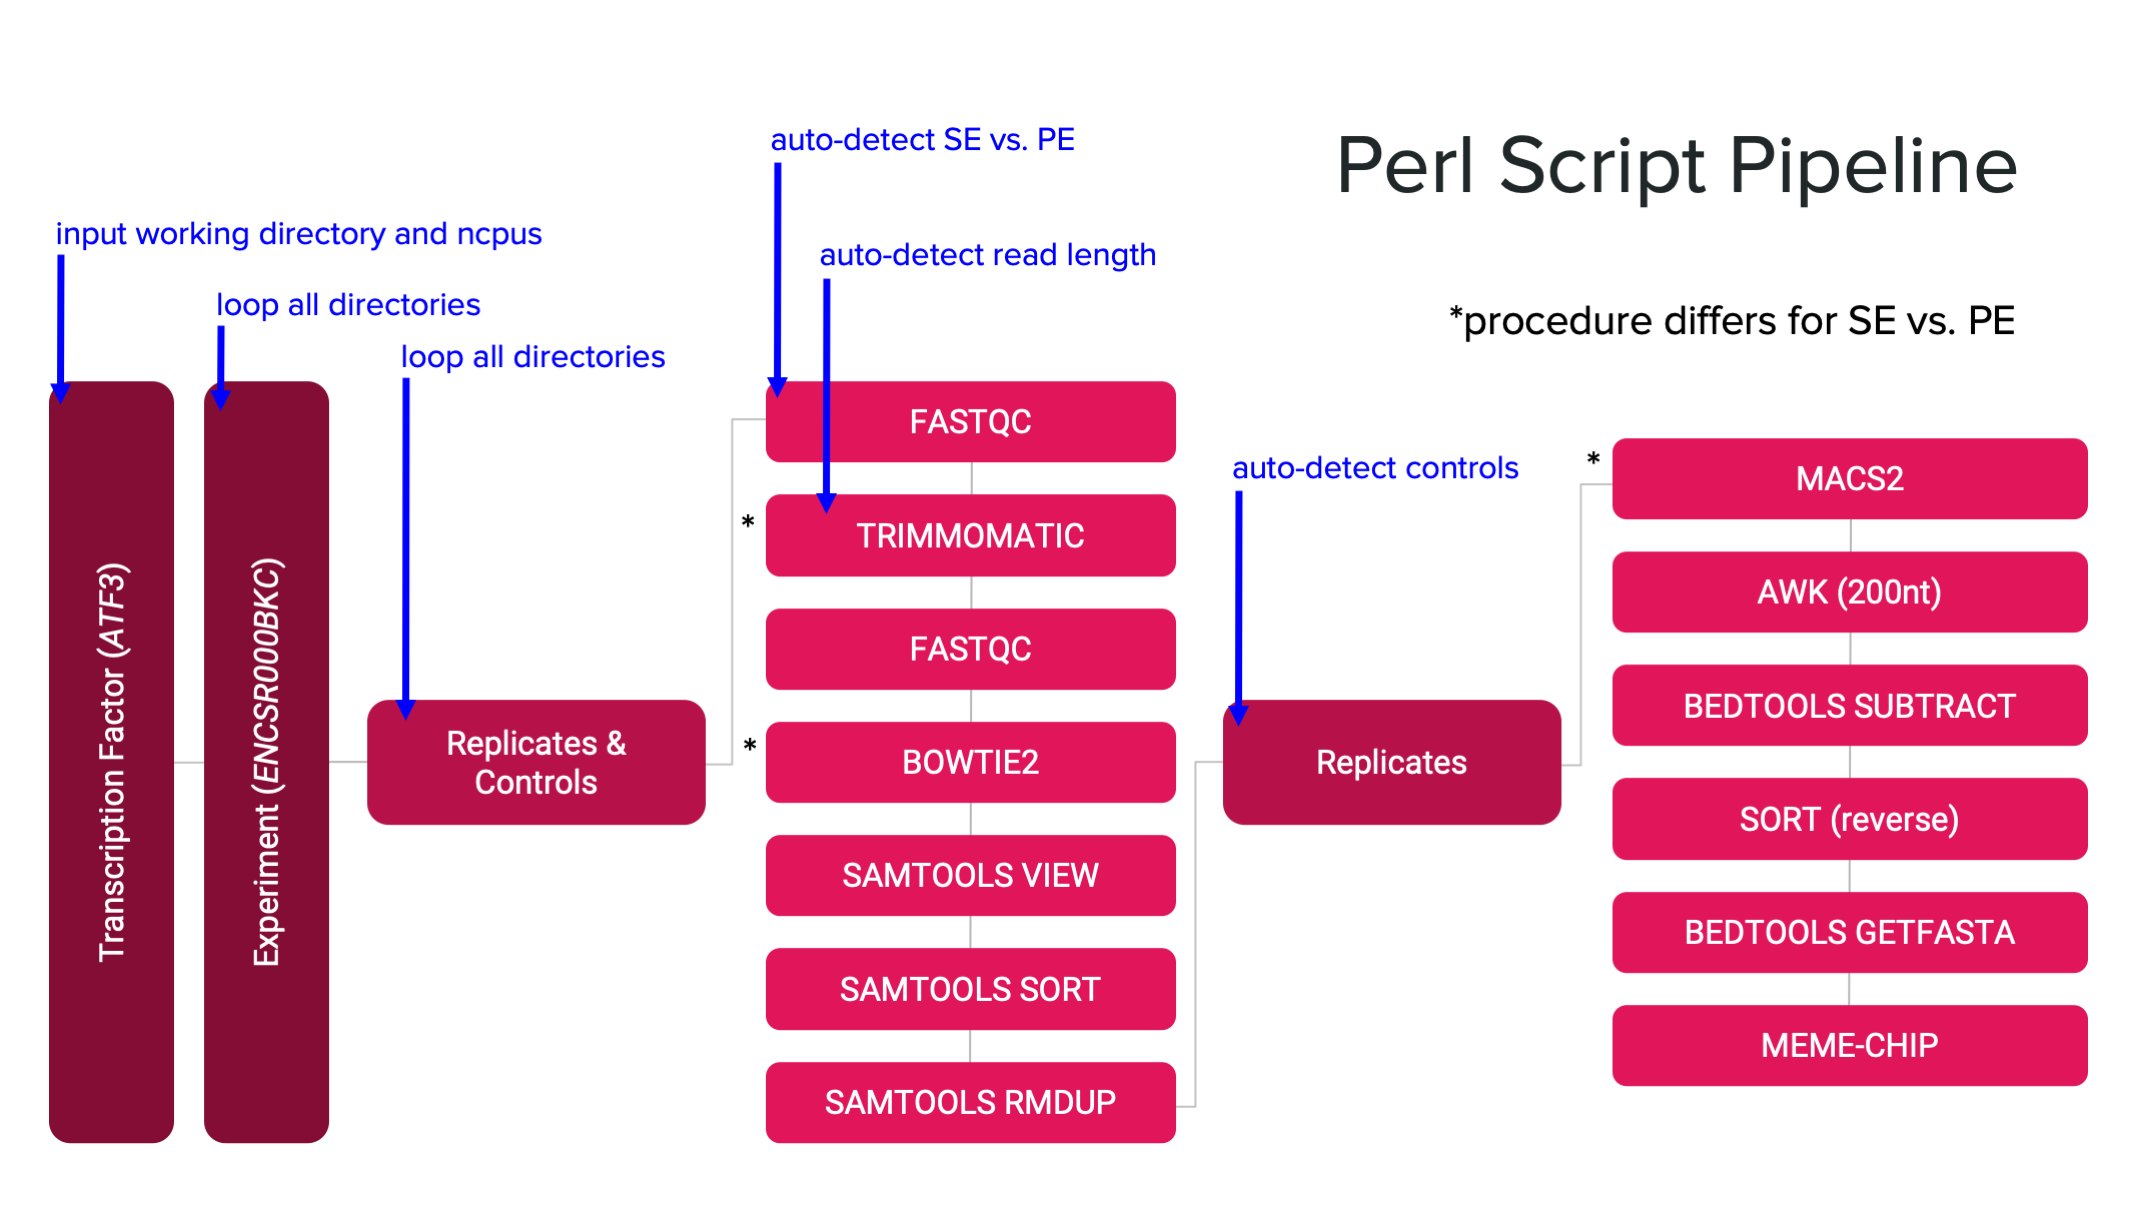 Perl Script Pipeline
*procedure differs for SE vs. PE
input working directory and ncpus
loop all directories
loop all directories
auto-detect SE vs. PE
auto-detect read length
auto-detect controls
Transcription Factor (ATF3)
Experiment (ENCSR000BKC)
Replicates &
Controls
FASTQC
*
TRIMMOMATIC
FASTQC
*
BOWTIE2
SAMTOOLS VIEW
SAMTOOLS SORT
SAMTOOLS RMDUP
Replicates
*
MACS2
AWK (200nt)
BEDTOOLS SUBTRACT
SORT (reverse)
BEDTOOLS GETFASTA
MEME-CHIP